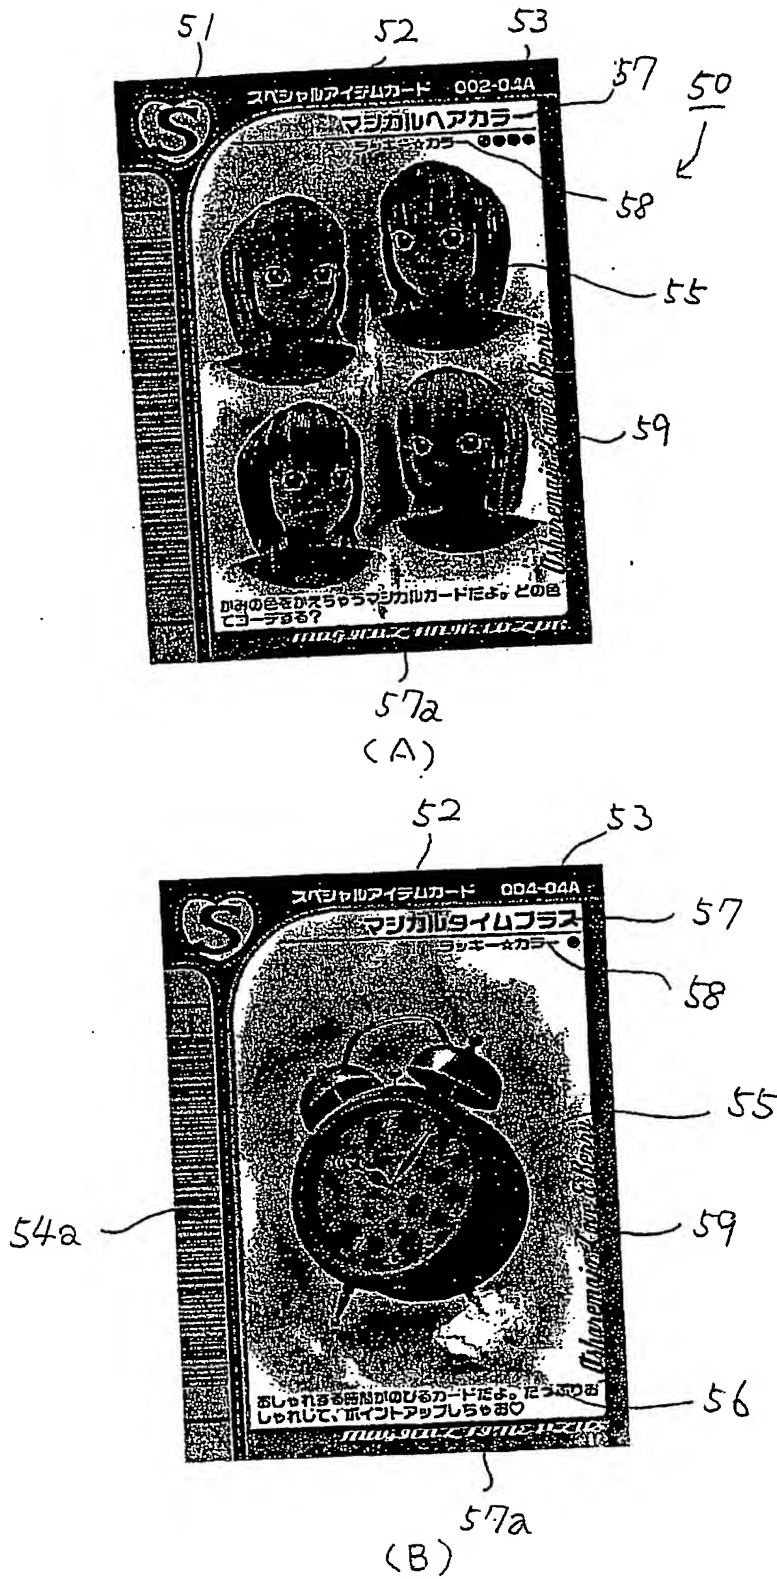 51
52
53
57
50
S
スペシャルアイテムカード 002-04A
マジカルヘアカラー
ラッキー☆カラー
58
55
59
かみの色をかえちゃうマジカルカードだよ。どの色
でコーデする?
57a
(A)
52
53
S
スペシャルアイテムカード 004-04A
マジカルタイムプラス
57
ラッキー☆カラー
58
55
54a
59
おしゃれする時間がのびるカードだよ。たっぷりお
しゃれして、ポイントアップしちゃお♡
56
57a
(B)